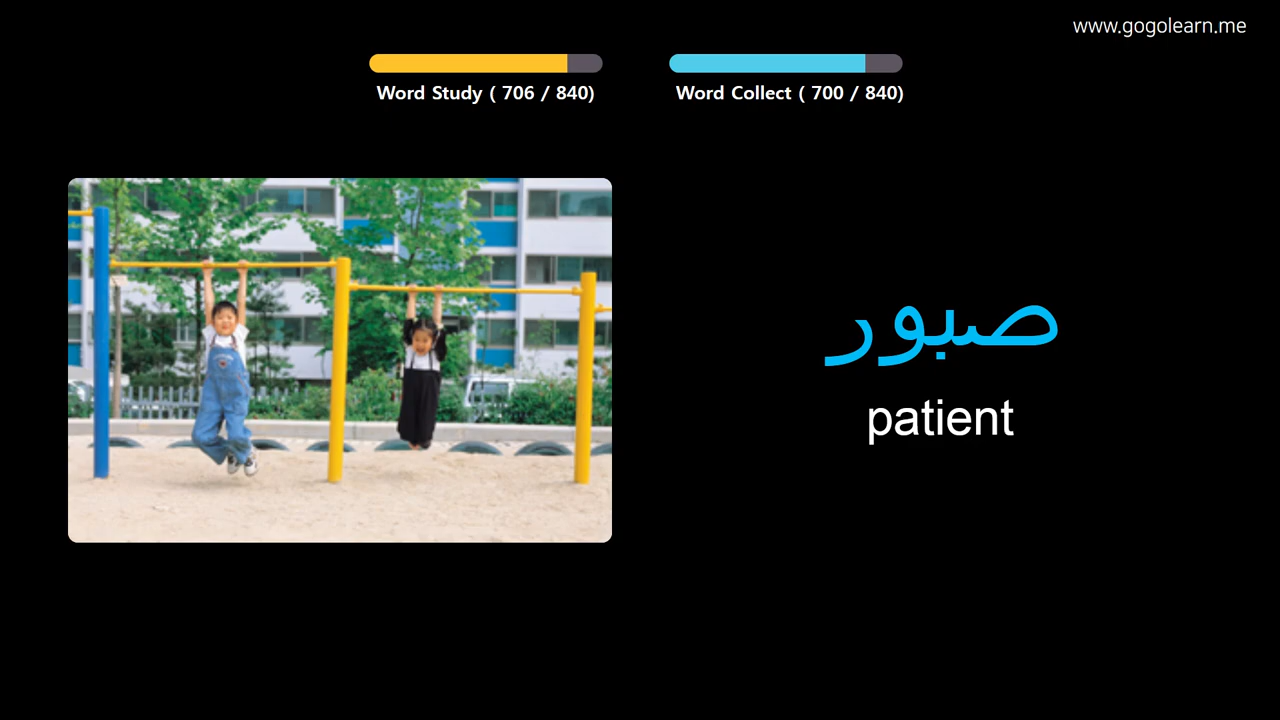 www.gogolearn.me
Word Study ( 706 / 840)
Word Collect ( 700 / 840)
صبور
patient